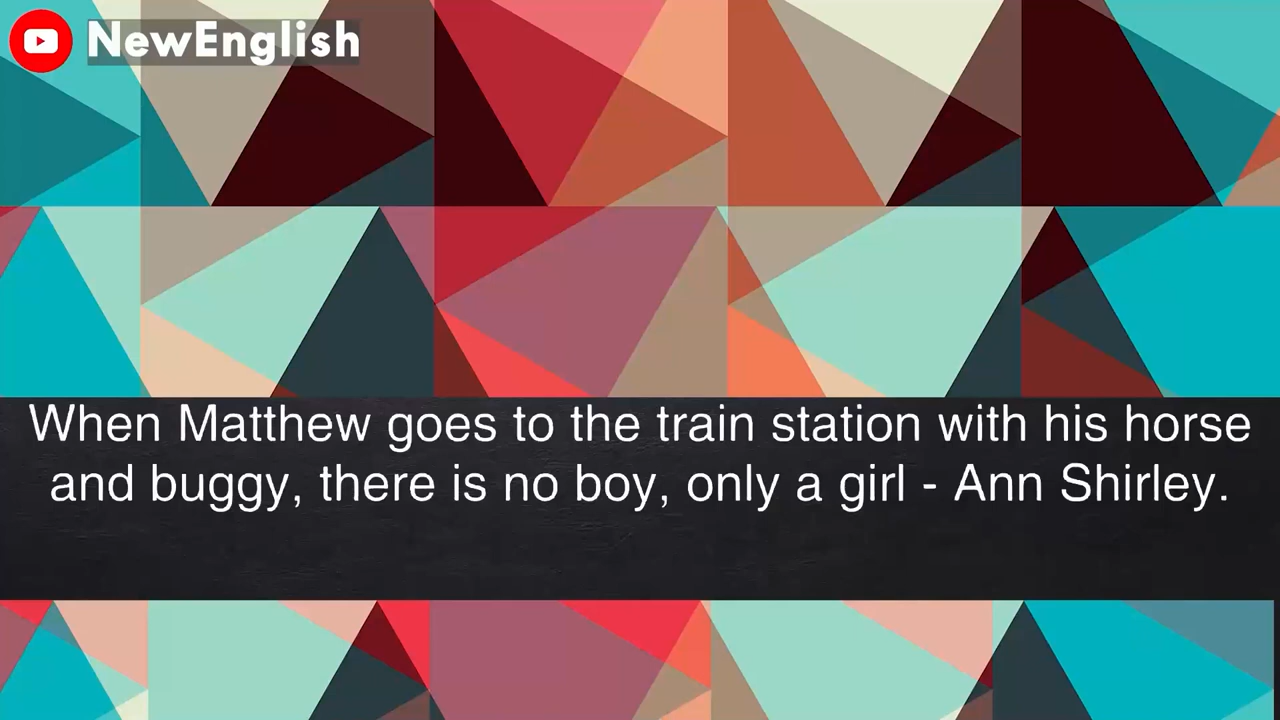 NewEnglish
When Matthew goes to the train station with his horse
and buggy, there is no boy, only a girl - Ann Shirley.